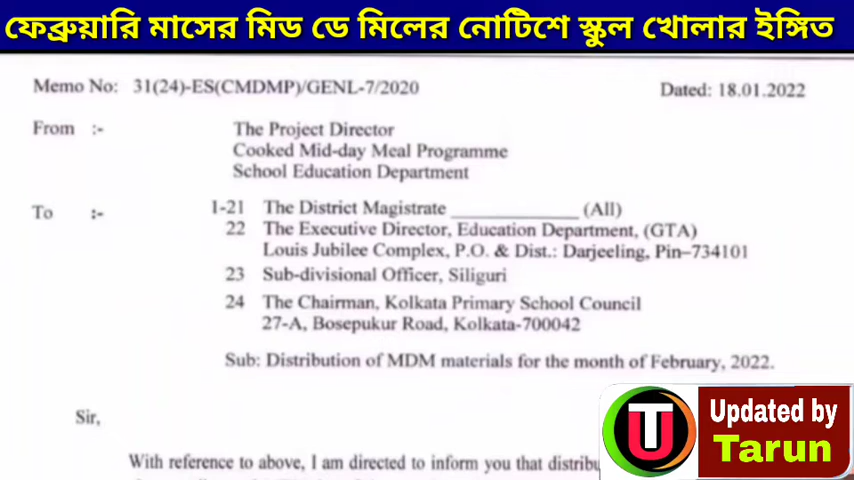 ফেব্রুয়ারি মাসের মিড ডে মিলের নোটিশে স্কুল খোলার ইঙ্গিত
Memo No: 31(24)-ES(CMDMP)/GENL-7/2020 Dated: 18.01.2022
From :- The Project Director
Cooked Mid-day Meal Programme
School Education Department
To :- 1-21 The District Magistrate ____________ (All)
22 The Executive Director, Education Department, (GTA)
Louis Jubilee Complex, P.O. & Dist.: Darjeeling, Pin–734101
23 Sub-divisional Officer, Siliguri
24 The Chairman, Kolkata Primary School Council
27-A, Bosepukur Road, Kolkata-700042
Sub: Distribution of MDM materials for the month of February, 2022.
Sir,
With reference to above, I am directed to inform you that
TU
Updated by
Tarun